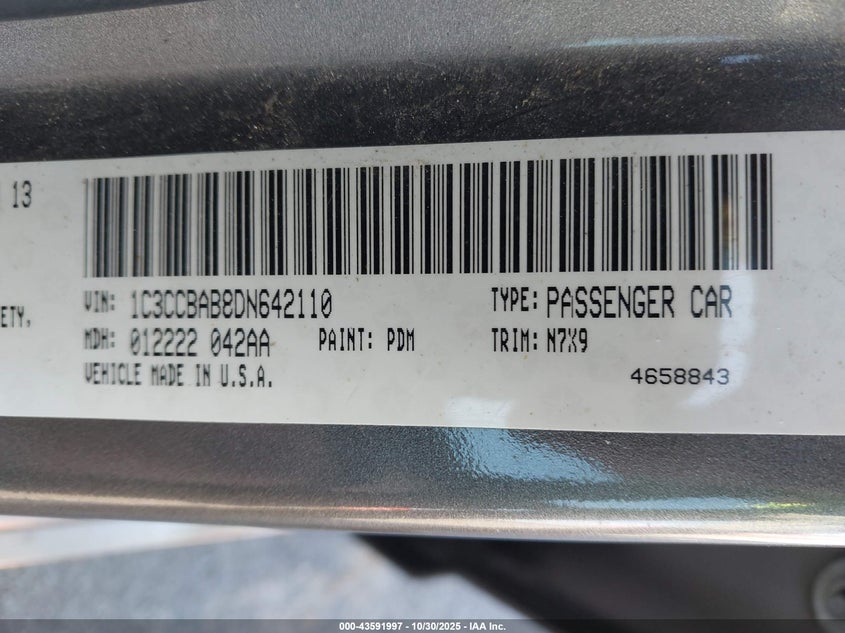 13
ETY.
VIN: 1C3CCBAB8DN642110 TYPE: PASSENGER CAR
MDH: 012222 042AA PAINT: PDM TRIM: N7X9
VEHICLE MADE IN U.S.A. 4658843
000-43591997 - 10/30/2025 - IAA Inc.